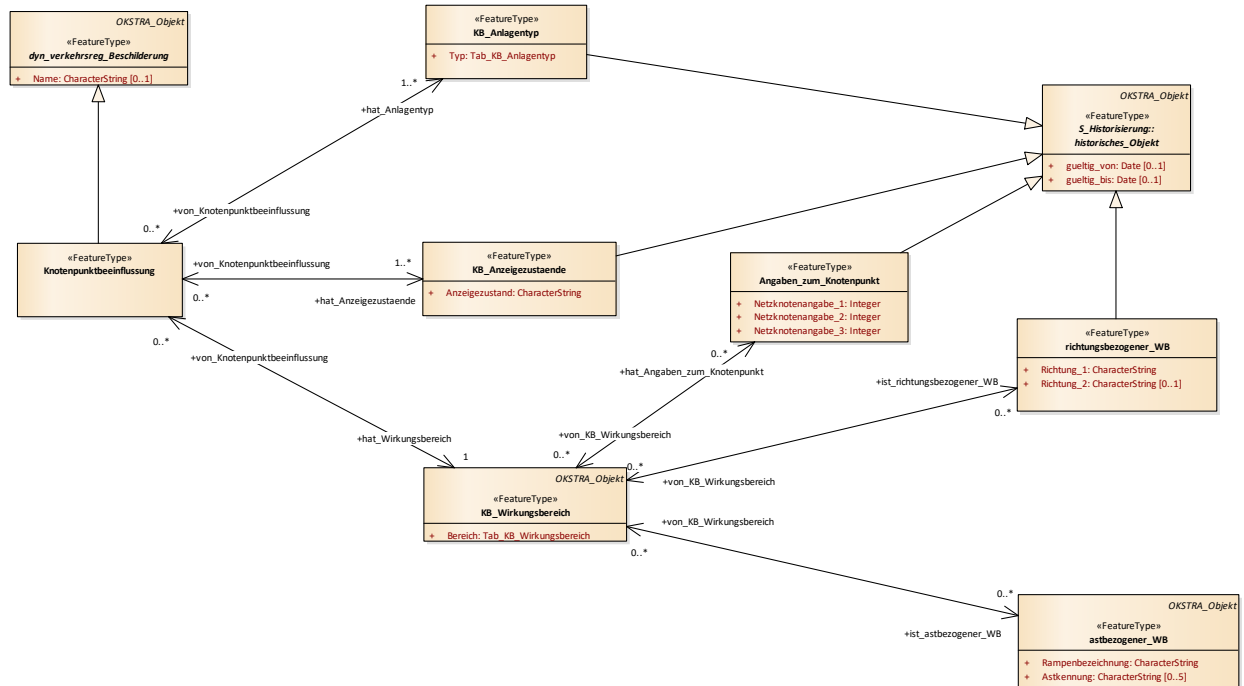 OKSTRA_Objekt
«FeatureType»
dyn_verkehrsreg_Beschilderung
+ Name: CharacterString [0..1]
«FeatureType»
KB_Anlagentyp
+ Typ: Tab_KB_Anlagentyp
OKSTRA_Objekt
«FeatureType»
S_Historisierung::
historisches_Objekt
+ gueltig_von: Date [0..1]
+ gueltig_bis: Date [0..1]
1..*
+hat_Anlagentyp
+von_Knotenpunktbeeinflussung
0..*
«FeatureType»
Knotenpunktbeeinflussung
+von_Knotenpunktbeeinflussung
1..*
0..*
+hat_Anzeigezustaende
«FeatureType»
KB_Anzeigezustaende
+ Anzeigezustand: CharacterString
«FeatureType»
Angaben_zum_Knotenpunkt
+ Netzknotenangabe_1: Integer
+ Netzknotenangabe_2: Integer
+ Netzknotenangabe_3: Integer
«FeatureType»
richtungsbezogener_WB
+ Richtung_1: CharacterString
+ Richtung_2: CharacterString [0..1]
0..*
+von_Knotenpunktbeeinflussung
0..*
+hat_Angaben_zum_Knotenpunkt
+ist_richtungsbezogener_WB
0..*
+hat_Wirkungsbereich
1
+von_KB_Wirkungsbereich
0..*
0..*
+von_KB_Wirkungsbereich
OKSTRA_Objekt
«FeatureType»
KB_Wirkungsbereich
+ Bereich: Tab_KB_Wirkungsbereich
+von_KB_Wirkungsbereich
0..*
0..*
+ist_astbezogener_WB
OKSTRA_Objekt
«FeatureType»
astbezogener_WB
+ Rampenbezeichnung: CharacterString
+ Astkennung: CharacterString [0..5]